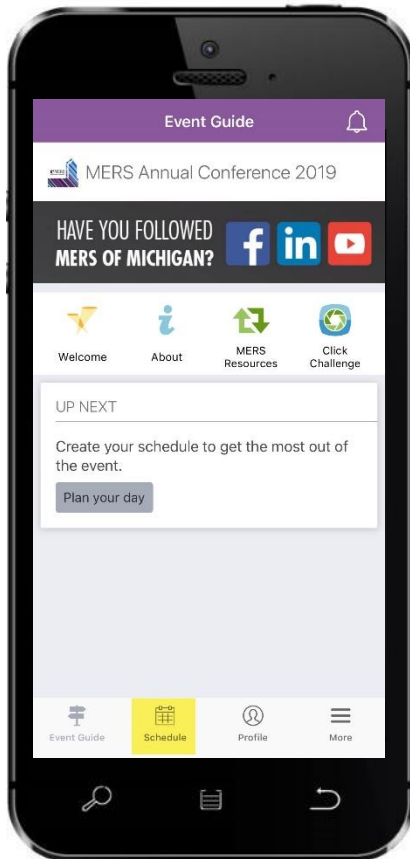 Event Guide
MERS Annual Conference 2019
HAVE YOU FOLLOWED
MERS OF MICHIGAN?
f in
Welcome
About
MERS
Resources
Click
Challenge
UP NEXT
Create your schedule to get the most out of
the event.
Plan your day
Event Guide
Schedule
Profile
More